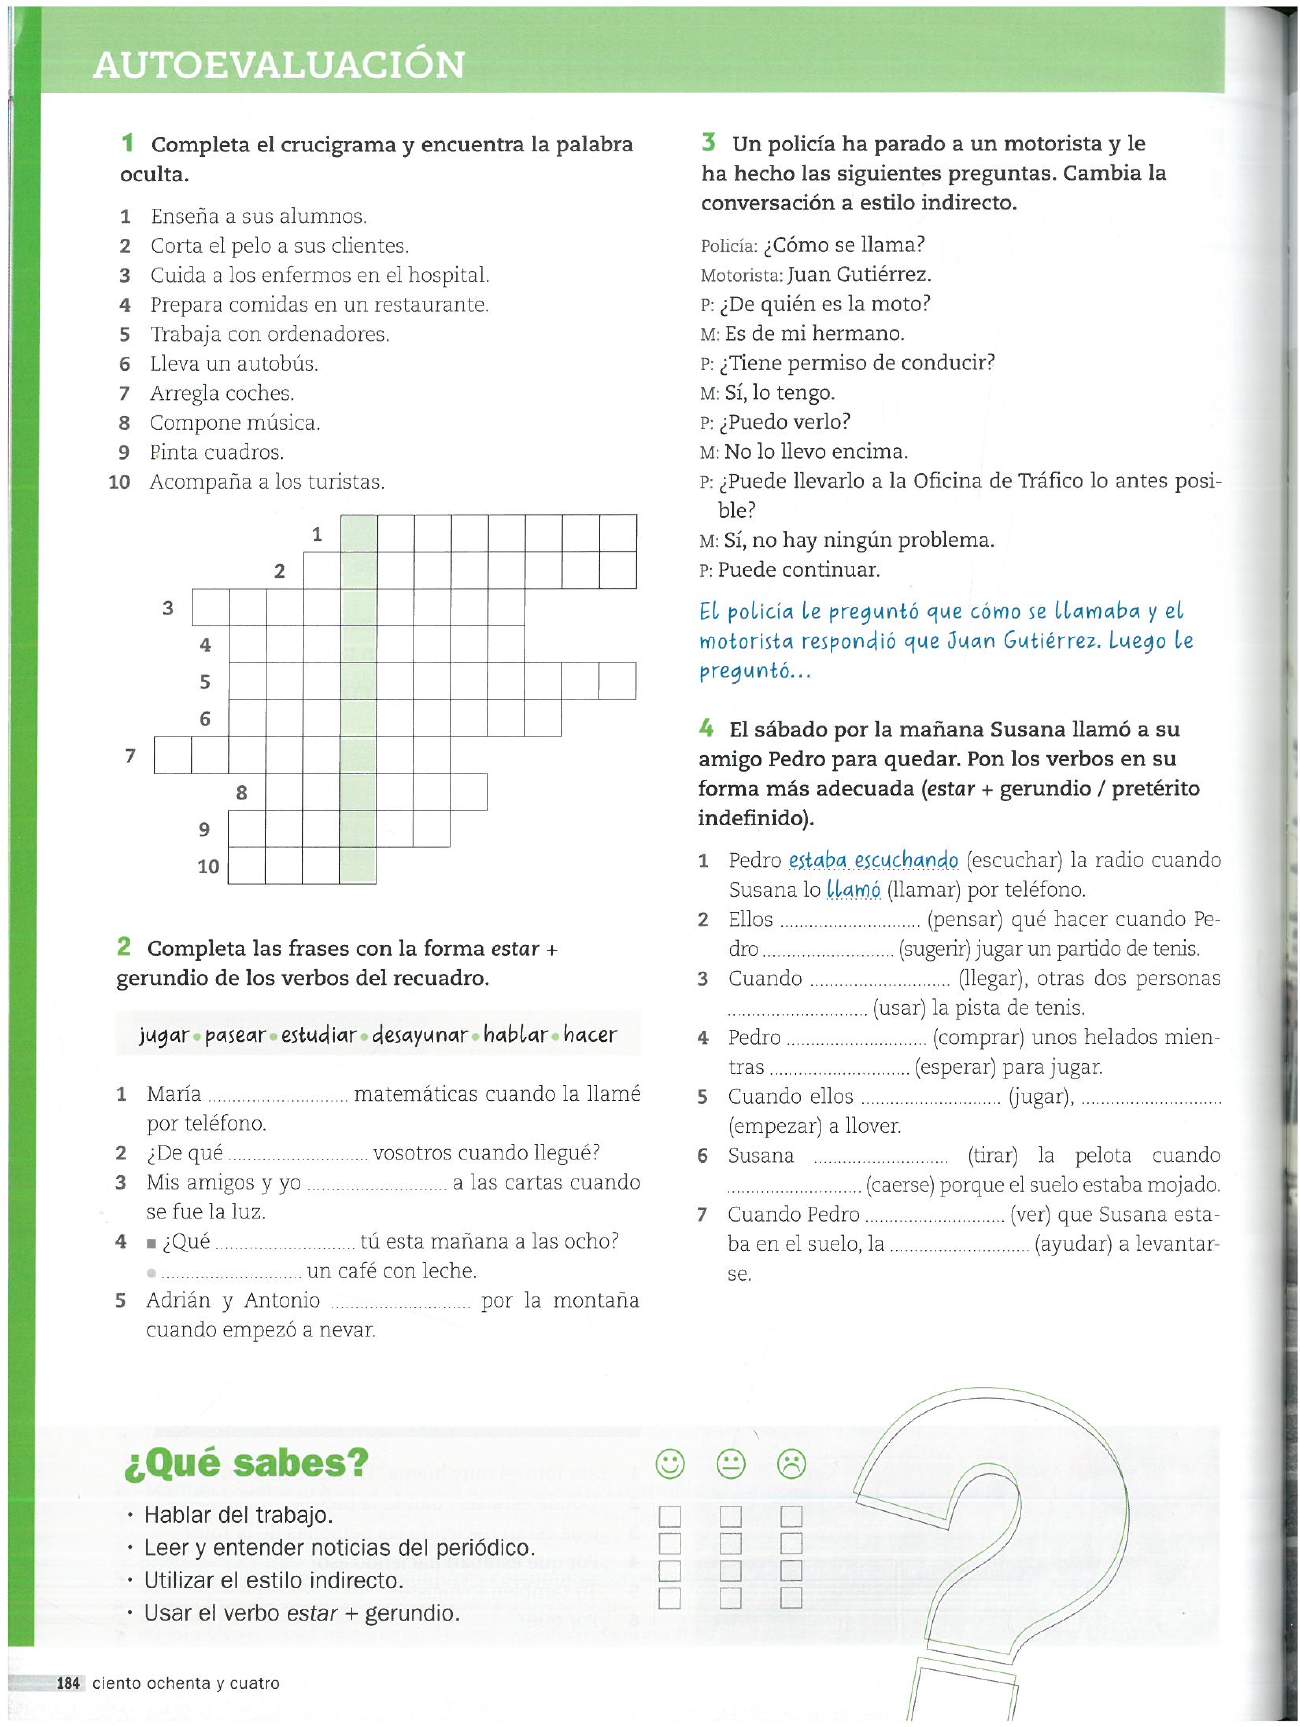 AUTOEVALUACIÓN
1 Completa el crucigrama y encuentra la palabra
oculta.
1 Enseña a sus alumnos.
2 Corta el pelo a sus clientes.
3 Cuida a los enfermos en el hospital.
4 Prepara comidas en un restaurante.
5 Trabaja con ordenadores.
6 Lleva un autobús.
7 Arregla coches.
8 Compone música.
9 Pinta cuadros.
10 Acompaña a los turistas.
1
2
3
4
5
6
7
8
9
10
2 Completa las frases con la forma estar +
gerundio de los verbos del recuadro.
jugar • pasear • estudiar • desayunar • hablar • hacer
1 María ............................ matemáticas cuando la llamé
por teléfono.
2 ¿De qué ............................ vosotros cuando llegué?
3 Mis amigos y yo ............................ a las cartas cuando
se fue la luz.
4 ■ ¿Qué ............................ tú esta mañana a las ocho?
● ............................ un café con leche.
5 Adrián y Antonio ............................ por la montaña
cuando empezó a nevar.
3 Un policía ha parado a un motorista y le
ha hecho las siguientes preguntas. Cambia la
conversación a estilo indirecto.
Policía: ¿Cómo se llama?
Motorista: Juan Gutiérrez.
P: ¿De quién es la moto?
M: Es de mi hermano.
P: ¿Tiene permiso de conducir?
M: Sí, lo tengo.
P: ¿Puedo verlo?
M: No lo llevo encima.
P: ¿Puede llevarlo a la Oficina de Tráfico lo antes posi-
ble?
M: Sí, no hay ningún problema.
P: Puede continuar.
El policía le preguntó que cómo se llamaba y el
motorista respondió que Juan Gutiérrez. Luego le
preguntó...
4 El sábado por la mañana Susana llamó a su
amigo Pedro para quedar. Pon los verbos en su
forma más adecuada (estar + gerundio / pretérito
indefinido).
1 Pedro estaba escuchando (escuchar) la radio cuando
Susana lo llamó (llamar) por teléfono.
2 Ellos ............................ (pensar) qué hacer cuando Pe-
dro ............................ (sugerir) jugar un partido de tenis.
3 Cuando ............................ (llegar), otras dos personas
............................ (usar) la pista de tenis.
4 Pedro ............................ (comprar) unos helados mien-
tras ............................ (esperar) para jugar.
5 Cuando ellos ............................ (jugar), ............................
(empezar) a llover.
6 Susana ............................ (tirar) la pelota cuando
............................ (caerse) porque el suelo estaba mojado.
7 Cuando Pedro ............................ (ver) que Susana esta-
ba en el suelo, la ............................ (ayudar) a levantar-
se.
¿Qué sabes?
· Hablar del trabajo.
· Leer y entender noticias del periódico.
· Utilizar el estilo indirecto.
· Usar el verbo estar + gerundio.
184 ciento ochenta y cuatro